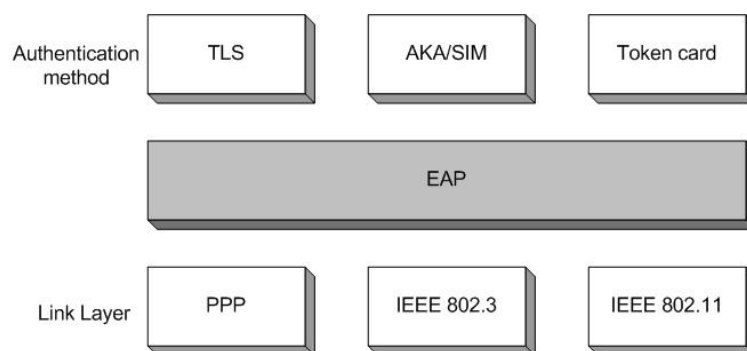 Authentication
method
TLS
AKA/SIM
Token card
EAP
Link Layer
PPP
IEEE 802.3
IEEE 802.11